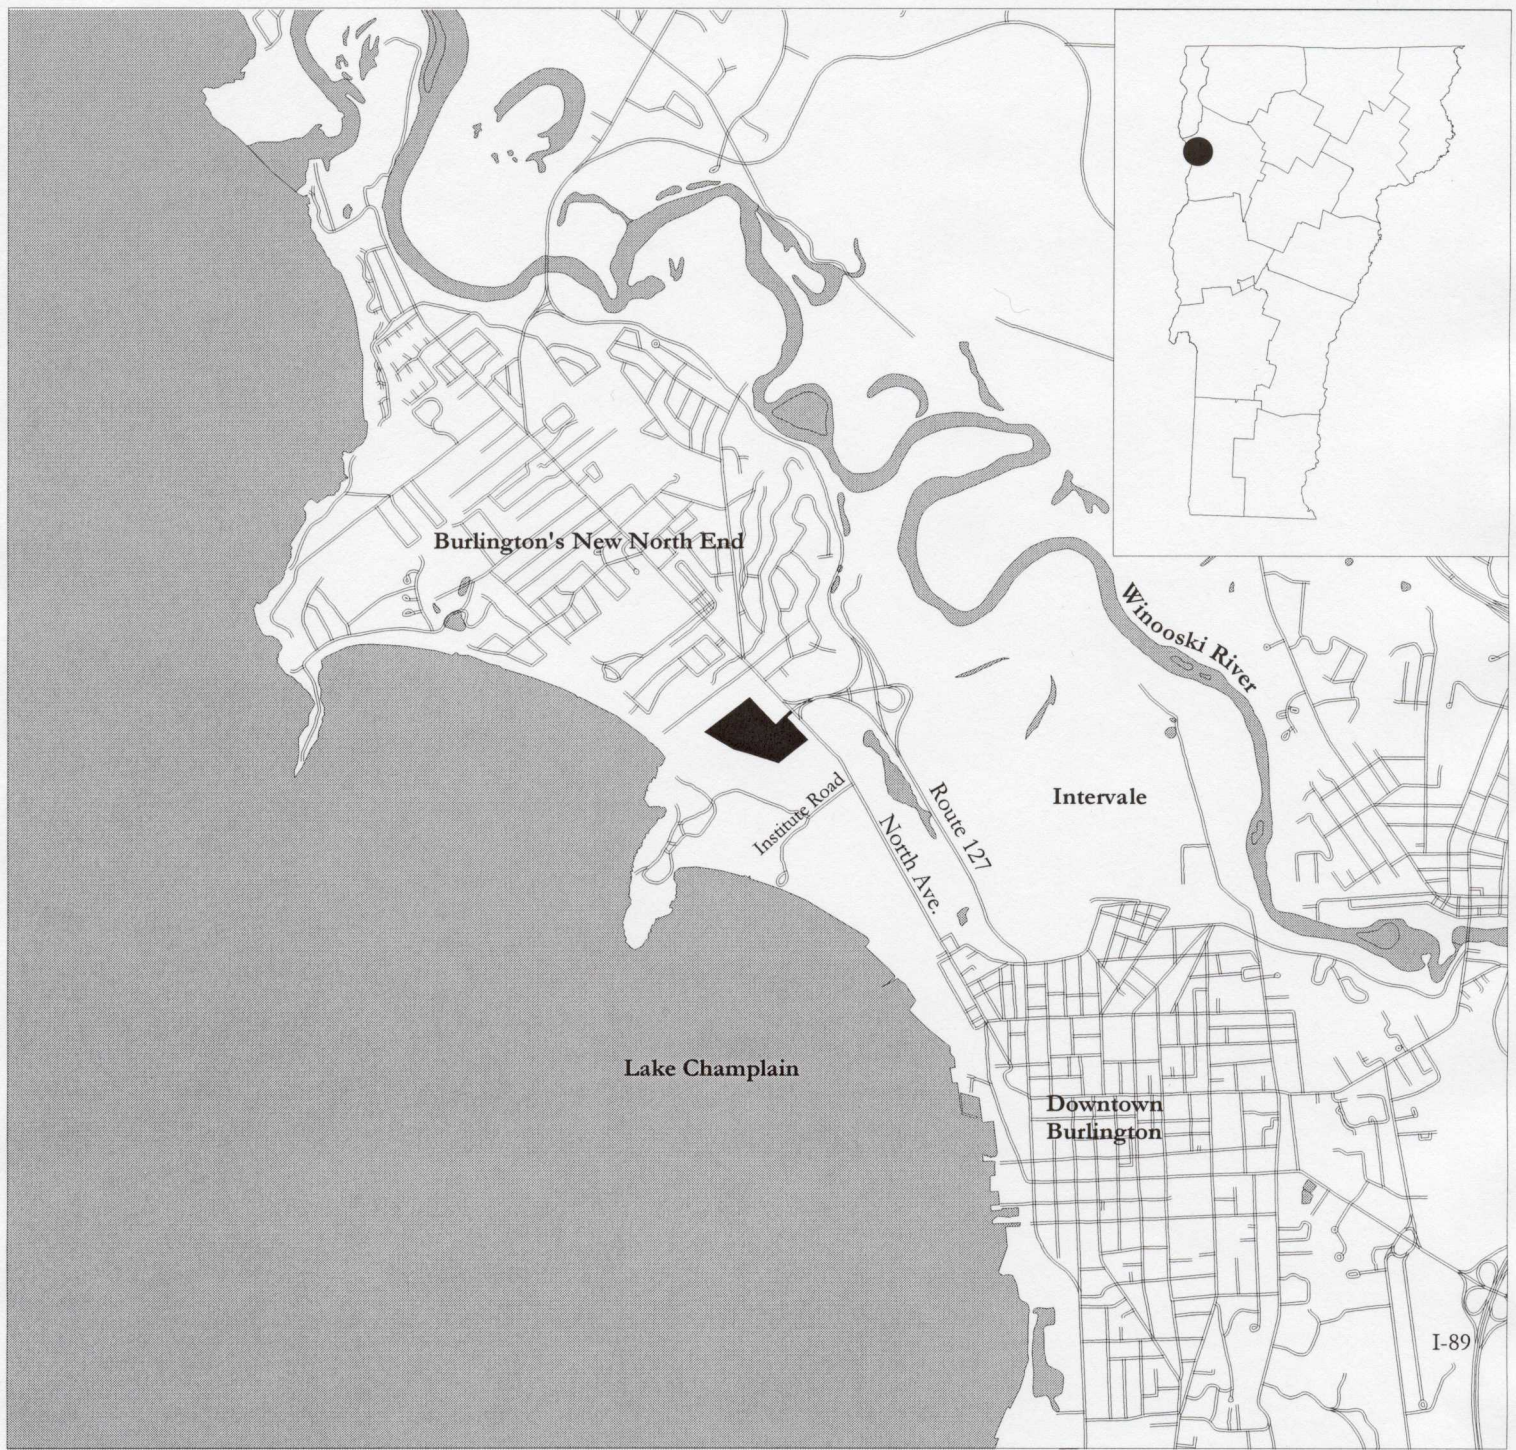 Burlington's New North End
Winooski River
Intervale
Institute Road
Route 127
North Ave.
Lake Champlain
Downtown
Burlington
I-89